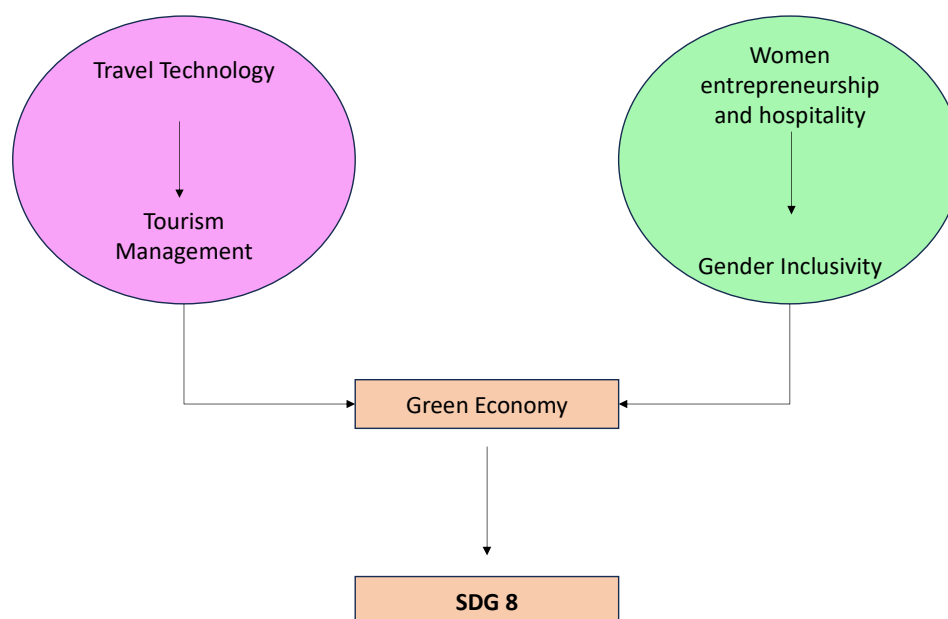 Travel Technology
Tourism
Management
Women
entrepreneurship
and hospitality
Gender Inclusivity
Green Economy
SDG 8